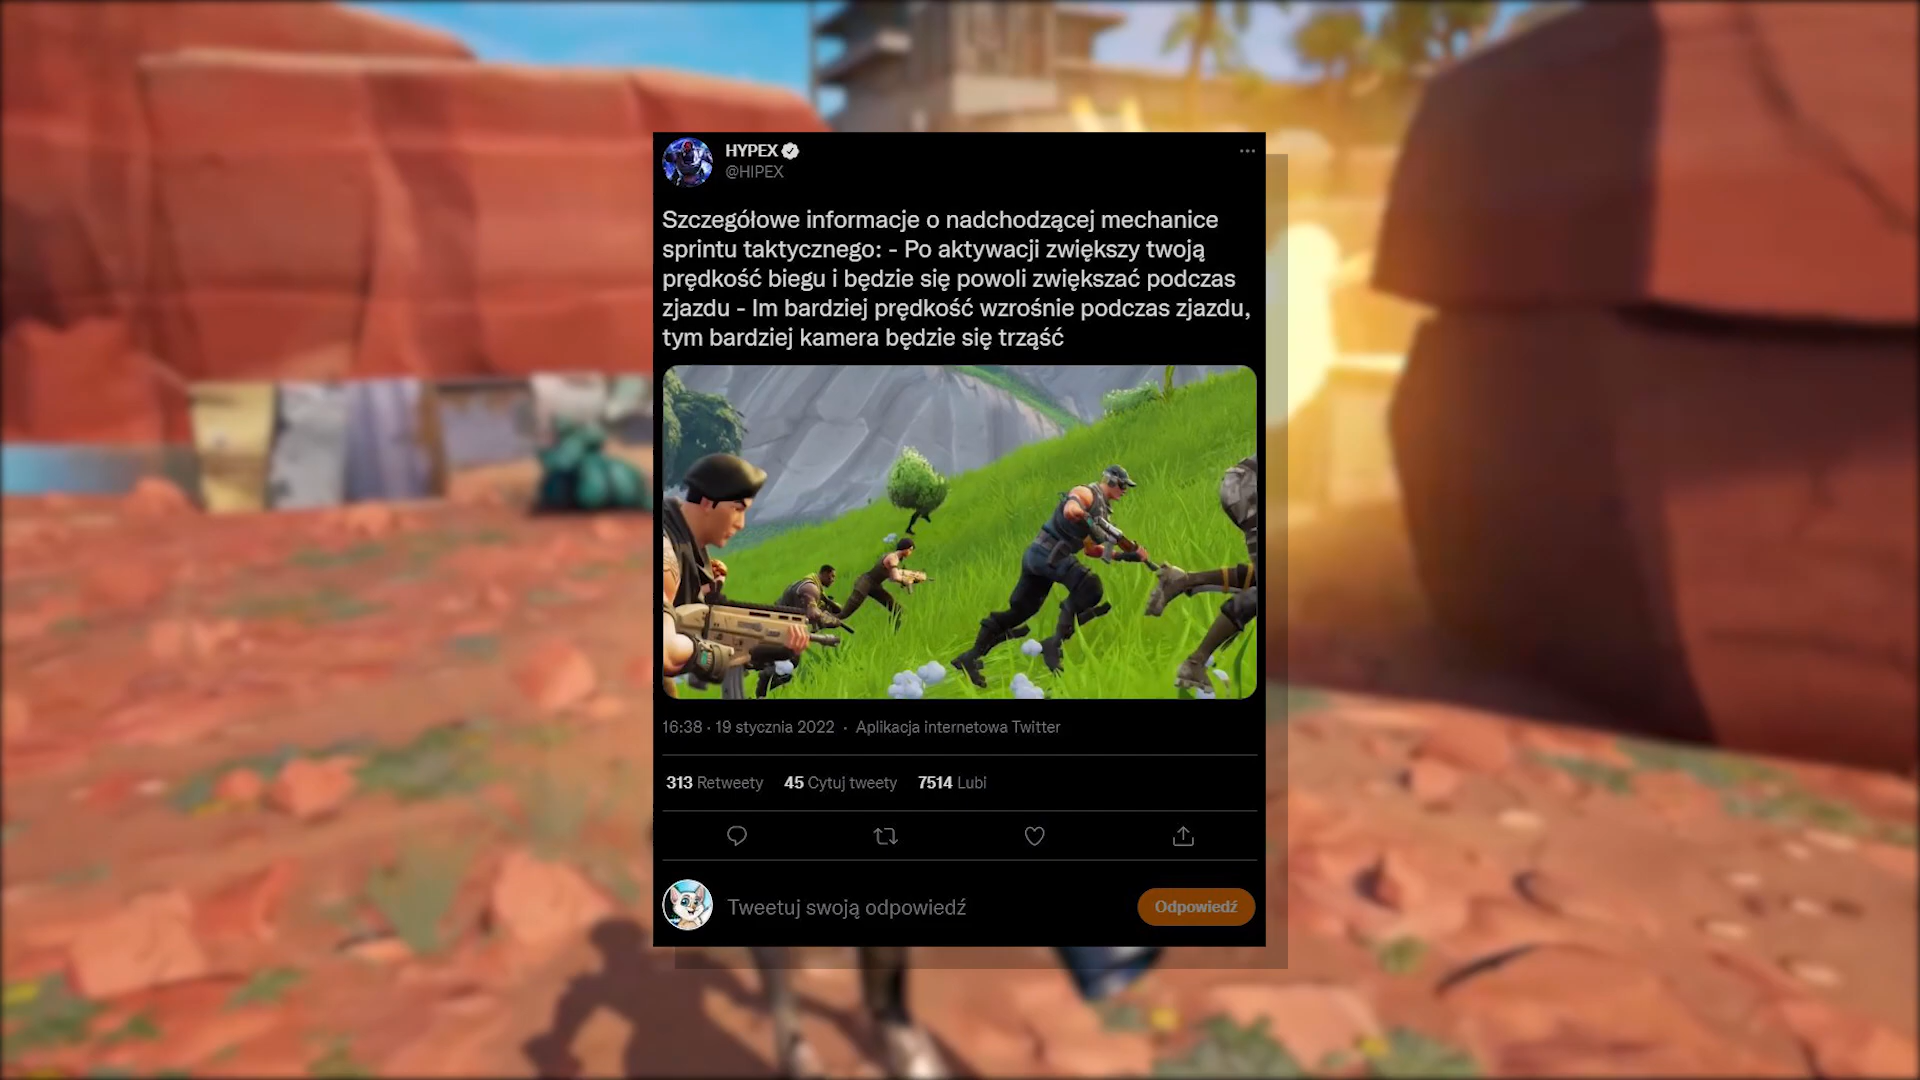 HYPEX
@HIPEX
Szczegółowe informacje o nadchodzącej mechanice
sprintu taktycznego: - Po aktywacji zwiększy twoją
prędkość biegu i będzie się powoli zwiększać podczas
zjazdu - Im bardziej prędkość wzrośnie podczas zjazdu,
tym bardziej kamera będzie się trząść
16:38 · 19 stycznia 2022 · Aplikacja internetowa Twitter
313 Retweety 45 Cytuj tweety 7514 Lubi
Tweetuj swoją odpowiedź
Odpowiedź